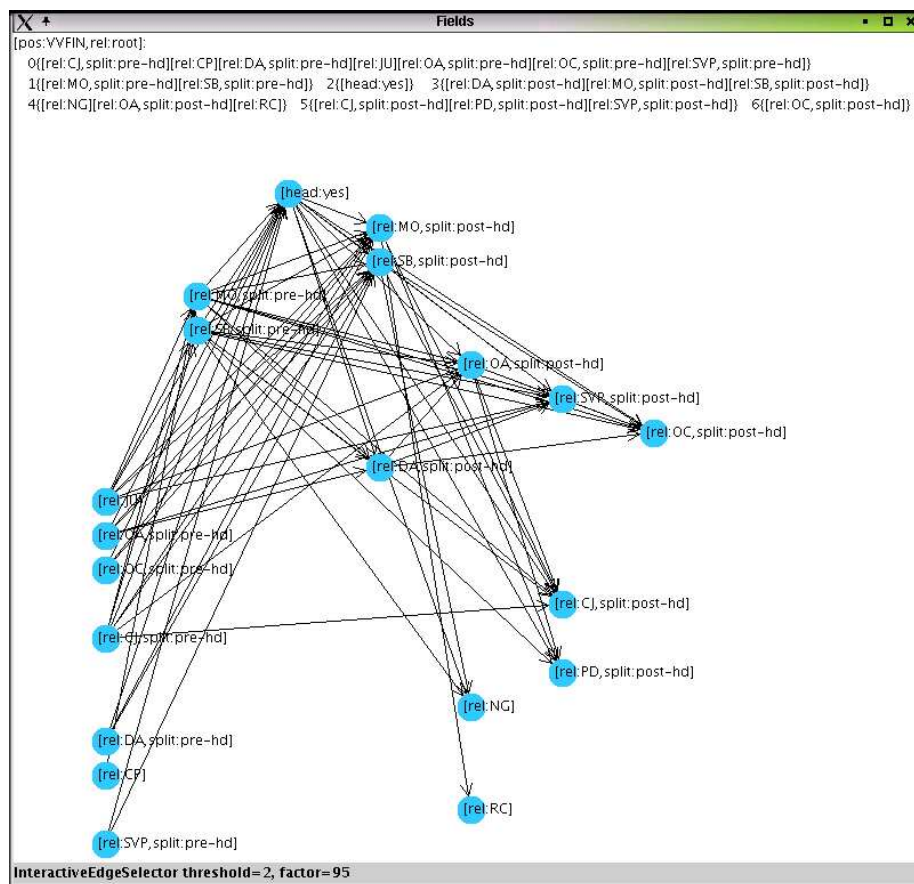 Fields
[pos:VVFIN,rel:root]:
0{[rel:CJ,split:pre-hd][rel:CP][rel:DA,split:pre-hd][rel:JU][rel:OA,split:pre-hd][rel:OC,split:pre-hd][rel:SVP,split:pre-hd]}
1{[rel:MO,split:pre-hd][rel:SB,split:pre-hd]} 2{[head:yes]} 3{[rel:DA,split:post-hd][rel:MO,split:post-hd][rel:SB,split:post-hd]}
4{[rel:NG][rel:OA,split:post-hd][rel:RC]} 5{[rel:CJ,split:post-hd][rel:PD,split:post-hd][rel:SVP,split:post-hd]} 6{[rel:OC,split:post-hd]}
[head:yes]
[rel:MO,split:post-hd]
[rel:SB,split:post-hd]
[rel:MO,split:pre-hd]
[rel:SB,split:pre-hd]
[rel:OA,split:post-hd]
[rel:SVP,split:post-hd]
[rel:OC,split:post-hd]
[rel:DA,split:post-hd]
[rel:JU]
[rel:OA,split:pre-hd]
[rel:OC,split:pre-hd]
[rel:CJ,split:post-hd]
[rel:CJ,split:pre-hd]
[rel:PD,split:post-hd]
[rel:NG]
[rel:DA,split:pre-hd]
[rel:CP]
[rel:RC]
[rel:SVP,split:pre-hd]
InteractiveEdgeSelector threshold=2, factor=95